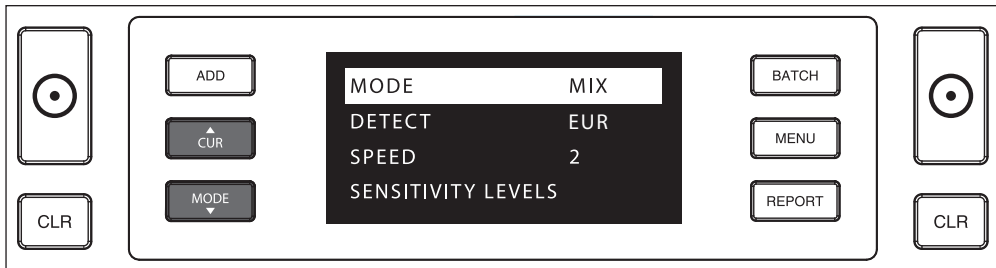 ADD
CUR
MODE
CLR
MODE MIX
DETECT EUR
SPEED 2
SENSITIVITY LEVELS
BATCH
MENU
REPORT
CLR